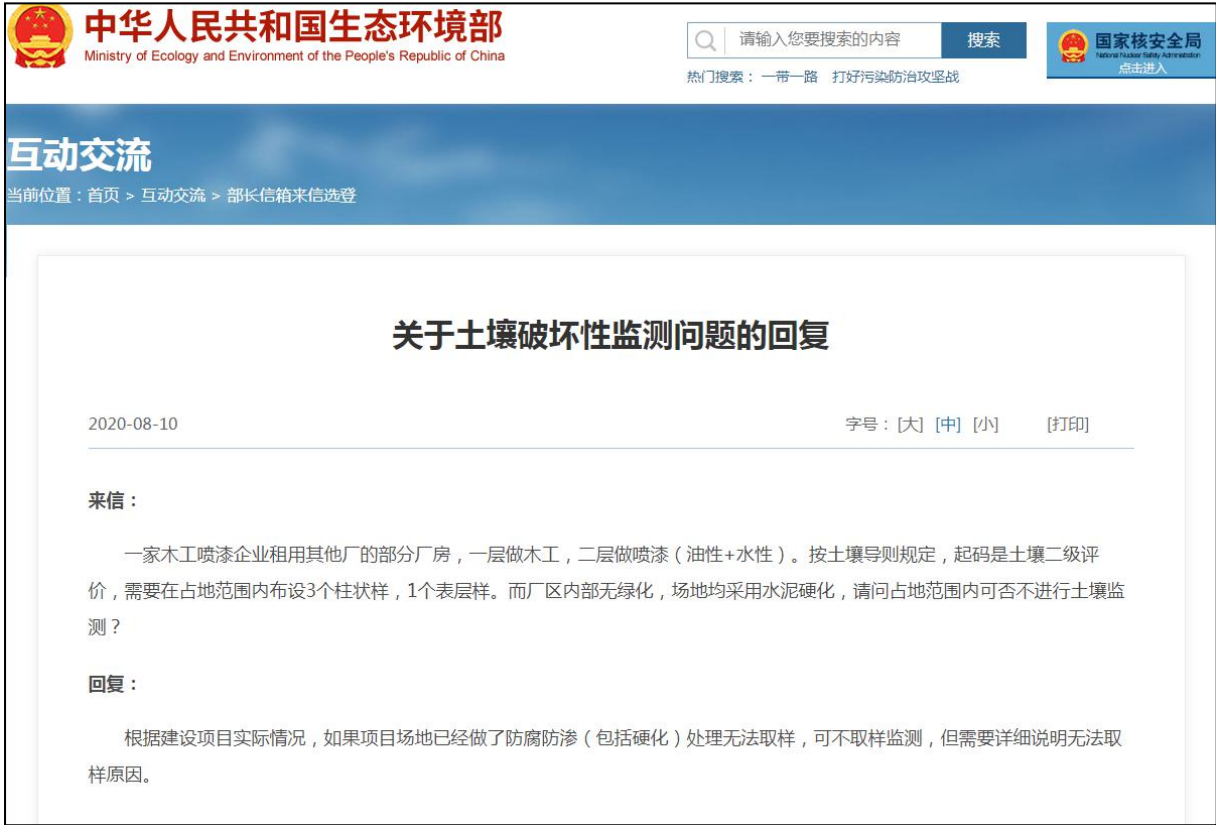 中华人民共和国生态环境部
Ministry of Ecology and Environment of the People's Republic of China
请输入您要搜索的内容
搜索
热门搜索：一带一路 打好污染防治攻坚战
国家核安全局
National Nuclear Safety Administration
点击进入
互动交流
当前位置：首页 > 互动交流 > 部长信箱来信选登
关于土壤破坏性监测问题的回复
2020-08-10
字号：[大] [中] [小] [打印]
来信：
一家木工喷漆企业租用其他厂的部分厂房，一层做木工，二层做喷漆（油性+水性）。按土壤导则规定，起码是土壤二级评
价，需要在占地范围内布设3个柱状样，1个表层样。而厂区内部无绿化，场地均采用水泥硬化，请问占地范围内可否不进行土壤监
测？
回复：
根据建设项目实际情况，如果项目场地已经做了防腐防渗（包括硬化）处理无法取样，可不取样监测，但需要详细说明无法取
样原因。